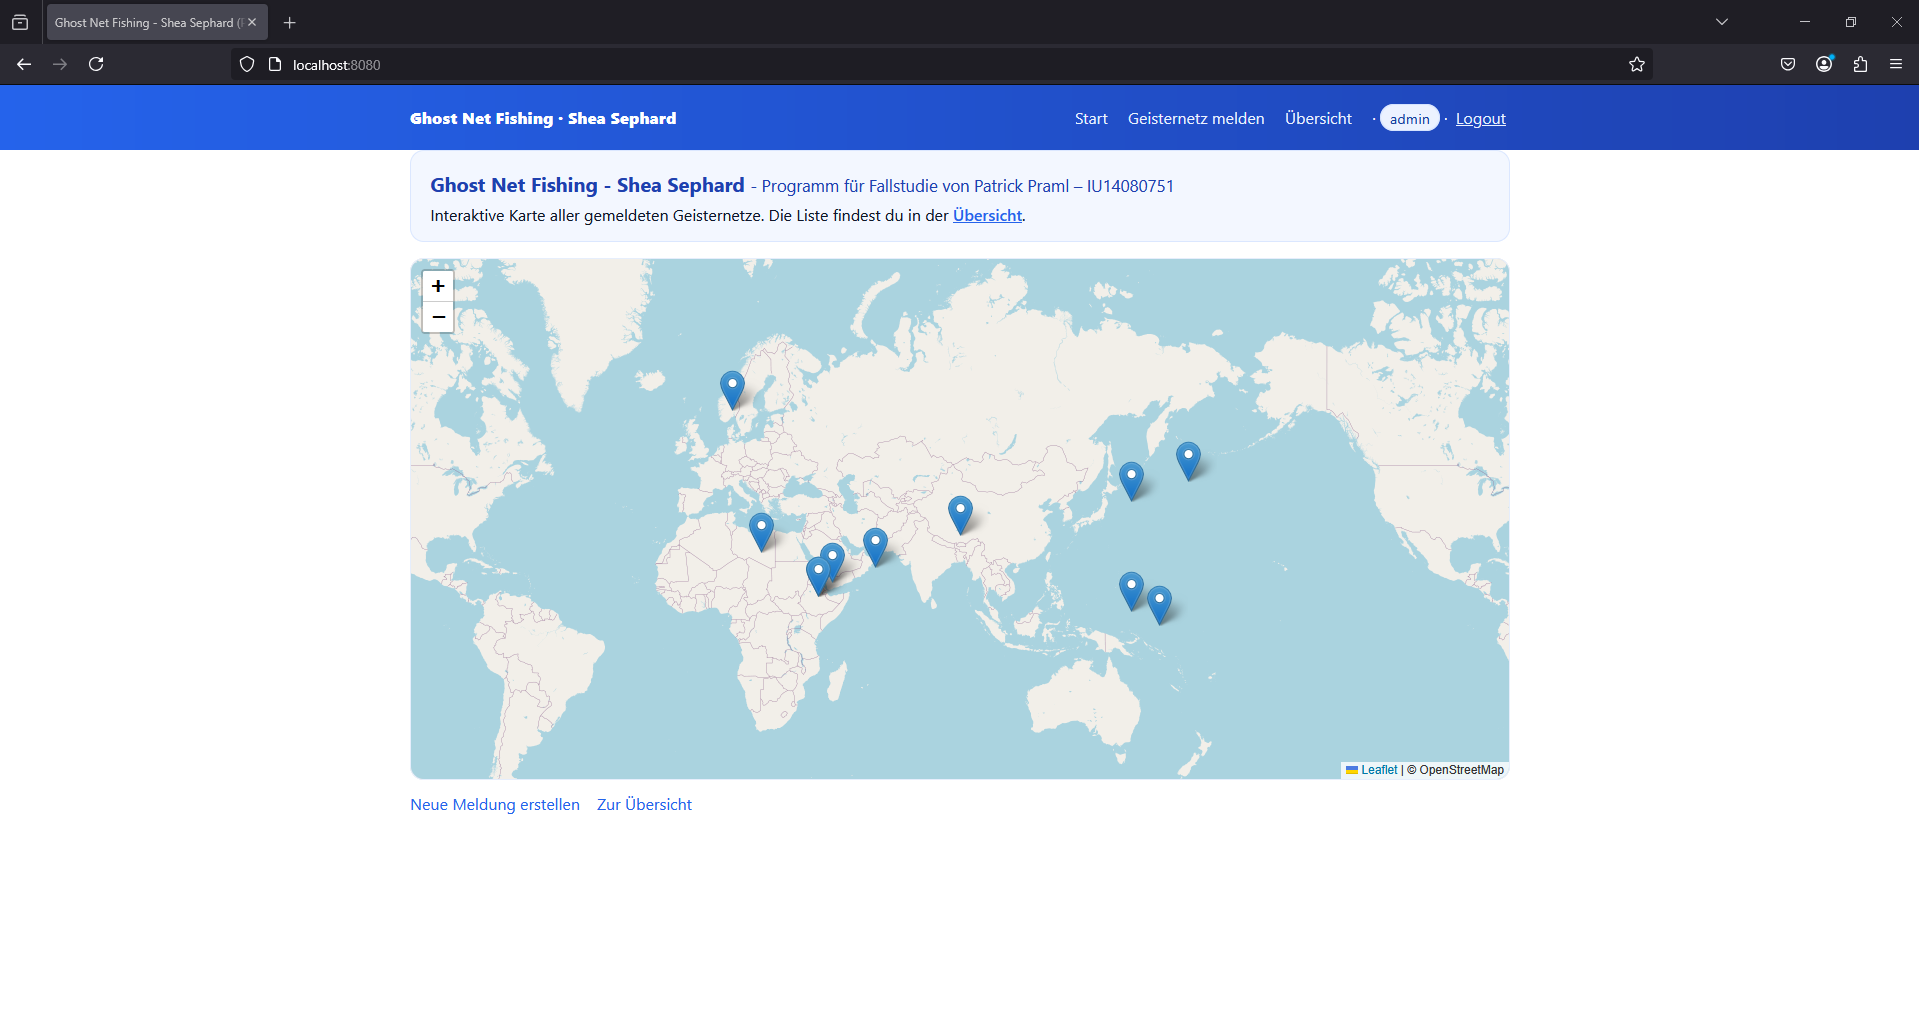 Ghost Net Fishing - Shea Sephard (
localhost:8080
Ghost Net Fishing · Shea Sephard
Start Geisternetz melden Übersicht · admin · Logout
Ghost Net Fishing - Shea Sephard - Programm für Fallstudie von Patrick Praml – IU14080751
Interaktive Karte aller gemeldeten Geisternetze. Die Liste findest du in der Übersicht.
+
−
Leaflet | © OpenStreetMap
Neue Meldung erstellen Zur Übersicht